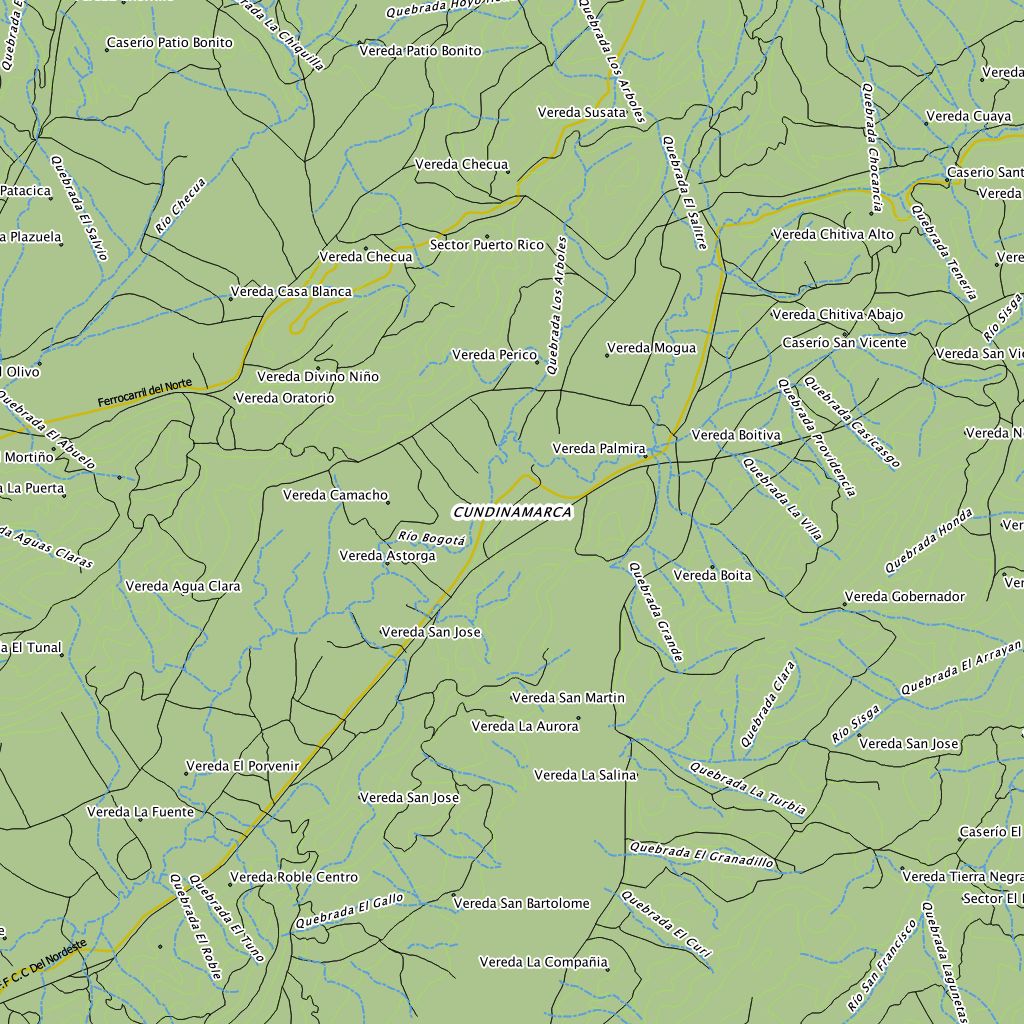 Quebrada Hoyo
Caserío Patio Bonito
Vereda Patio Bonito
Quebrada La Chiquilla
Quebrada Los Arboles
Vereda Susata
Vereda Cuaya
Quebrada Chocancia
Vereda Checua
Quebrada El Salitre
Caserio Sant
Patacica
Quebrada El Salvio
Río Checua
Vereda
a Plazuela
Vereda Checua
Sector Puerto Rico
Vereda Chitiva Alto
Quebrada Tenería
Vereda Casa Blanca
Quebrada Los Arboles
Vereda Chitiva Abajo
Río Sisga
Caserío San Vicente
Vereda Perico
Vereda Mogua
Vereda San Vic
l Olivo
Vereda Divino Niño
Ferrocarril del Norte
Vereda Oratorio
Quebrada Casicasgo
Quebrada Providencia
Quebrada El Abuelo
Vereda Palmira
Vereda Boitiva
Vereda N
Mortiño
a La Puerta
Vereda Camacho
CUNDINAMARCA
Quebrada La Villa
Quebrada Honda
da Aguas Claras
Río Bogotá
Vereda Astorga
Vereda Agua Clara
Vereda Boita
Vereda Gobernador
Quebrada Grande
Vereda San Jose
a El Tunal
Quebrada El Arrayan
Vereda San Martin
Quebrada Clara
Río Sisga
Vereda La Aurora
Vereda San Jose
Vereda El Porvenir
Vereda La Salina
Quebrada La Turbia
Vereda San Jose
Vereda La Fuente
Caserío El
Quebrada El Granadillo
Vereda Roble Centro
Vereda Tierra Negra
Quebrada El Roble
Quebrada El Tuno
Quebrada El Gallo
Vereda San Bartolome
Sector El
Quebrada El Curl
Río San Francisco
Quebrada Lagunetas
F.C.C Del Nordeste
Vereda La Compañia